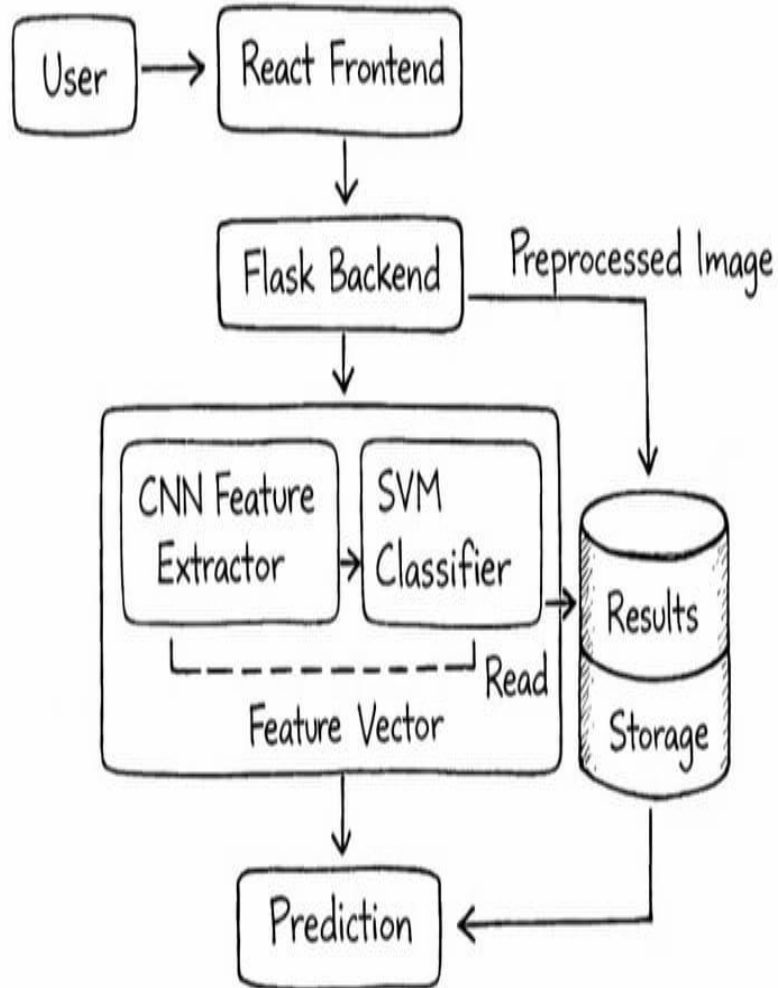 User
React Frontend
Flask Backend
Preprocessed Image
CNN Feature
Extractor
SVM
Classifier
Results
Read
Feature Vector
Storage
Prediction